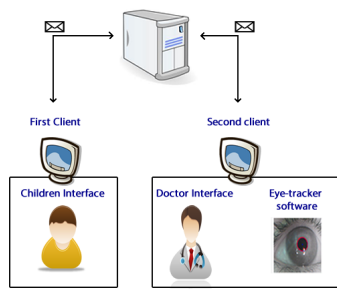 First Client
Second client
Children Interface
Doctor Interface
Eye-tracker
software